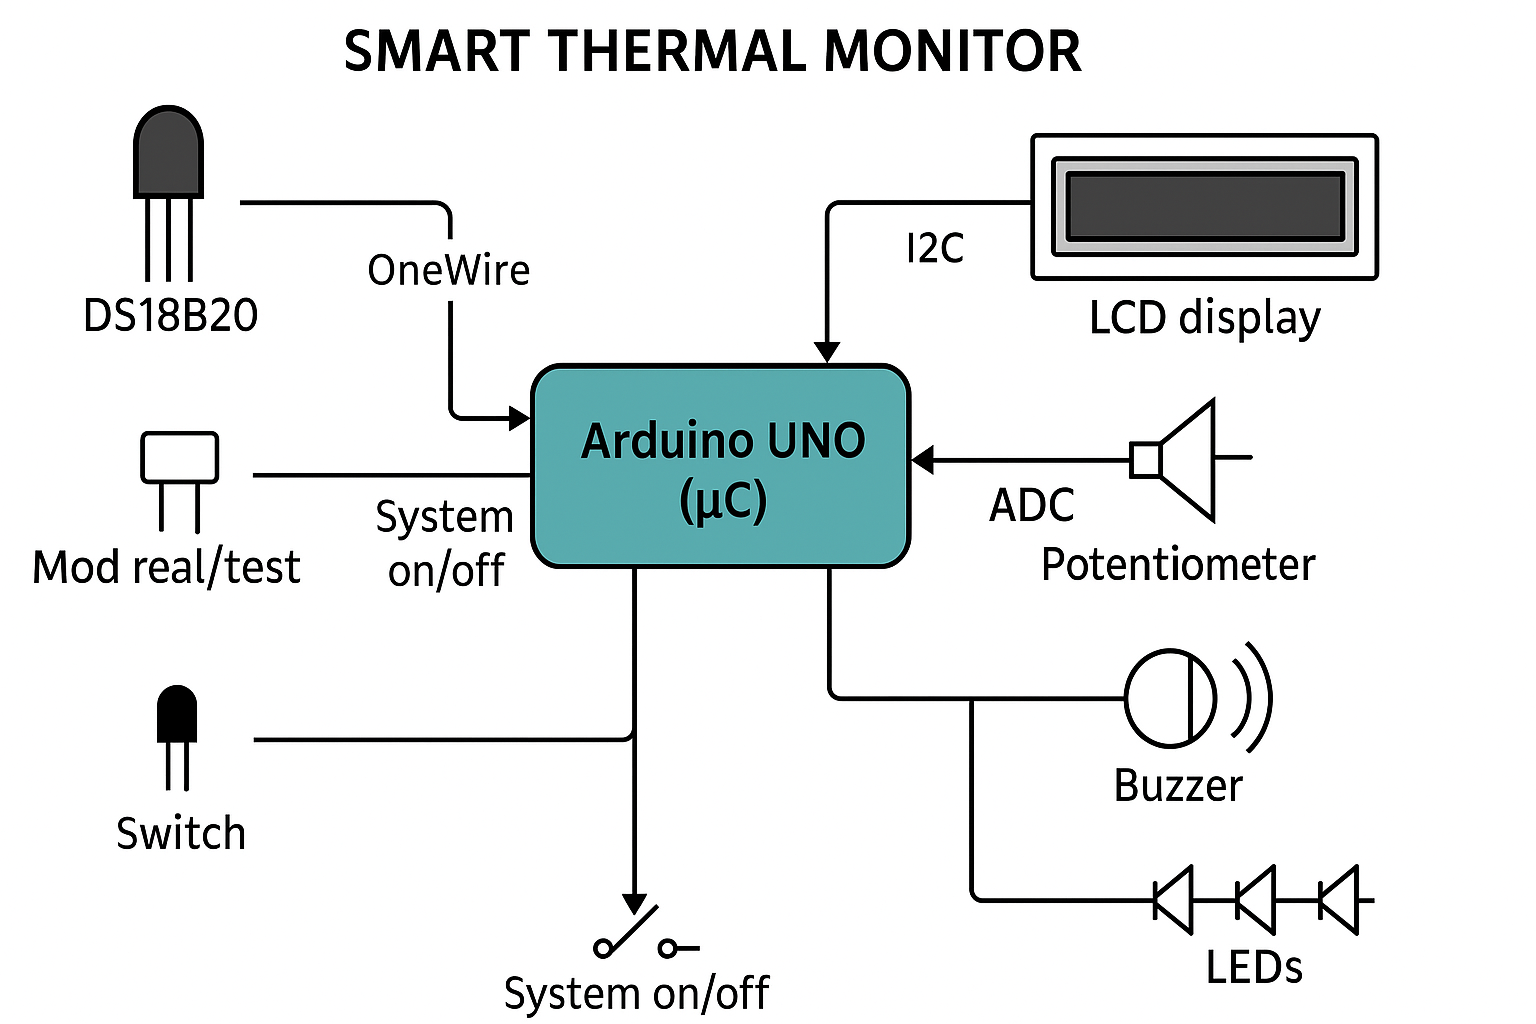 SMART THERMAL MONITOR
DS18B20
OneWire
I2C
LCD display
Arduino UNO
(µC)
Mod real/test
System
on/off
ADC
Potentiometer
Switch
Buzzer
System on/off
LEDs